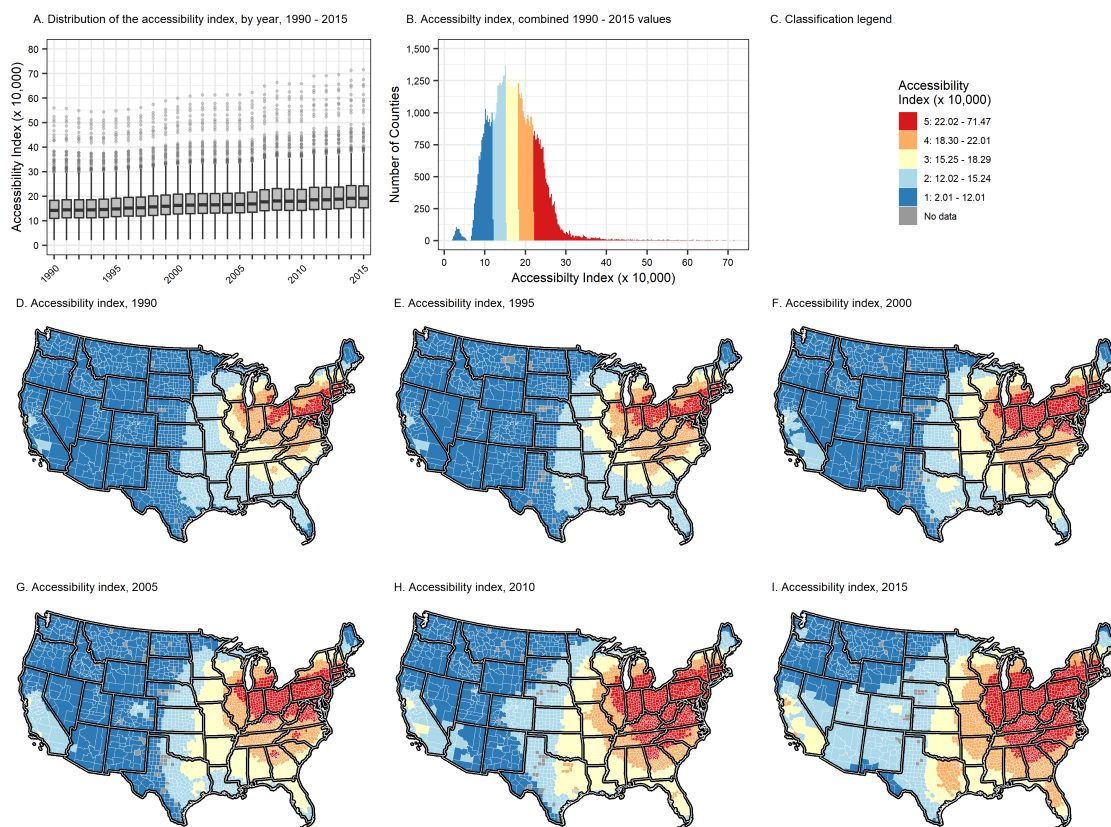 A. Distribution of the accessibility index, by year, 1990 - 2015
B. Accessibilty index, combined 1990 - 2015 values
C. Classification legend
Accessibility Index (x 10,000)
80
70
60
50
40
30
20
10
0
1990
1995
2000
2005
2010
2015
Number of Counties
1,500
1,250
1,000
750
500
250
0
0
10
20
30
40
50
60
70
Accessibilty Index (x 10,000)
Accessibility
Index (x 10,000)
5: 22.02 - 71.47
4: 18.30 - 22.01
3: 15.25 - 18.29
2: 12.02 - 15.24
1: 2.01 - 12.01
No data
D. Accessibility index, 1990
E. Accessibility index, 1995
F. Accessibility index, 2000
G. Accessibility index, 2005
H. Accessibility index, 2010
I. Accessibility index, 2015